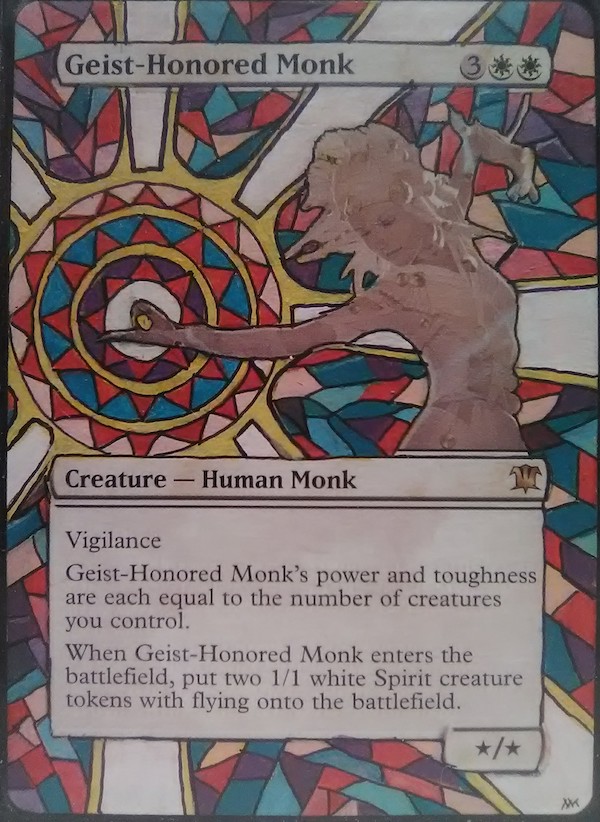 Geist-Honored Monk 3
Creature — Human Monk
Vigilance
Geist-Honored Monk's power and toughness
are each equal to the number of creatures
you control.
When Geist-Honored Monk enters the
battlefield, put two 1/1 white Spirit creature
tokens with flying onto the battlefield.
★/★